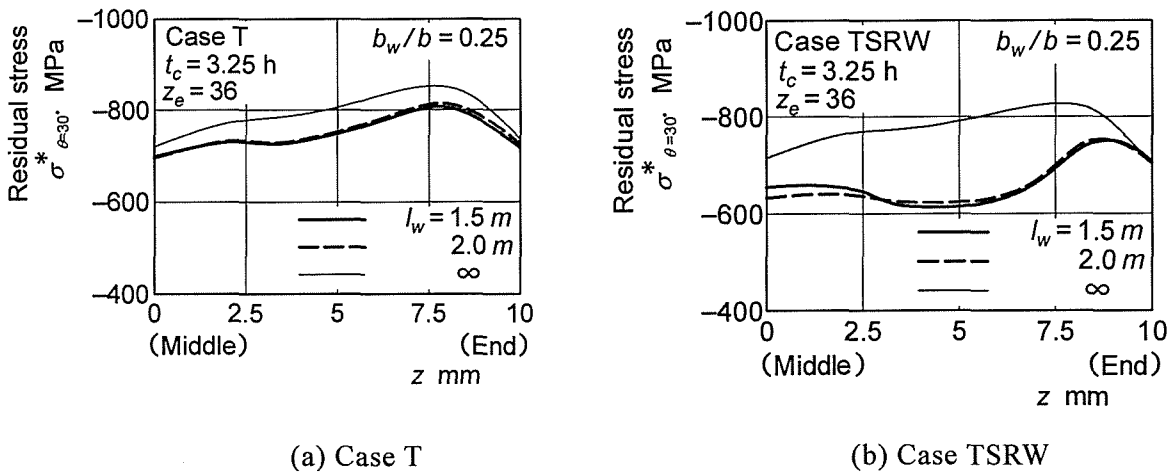 Residual stress
σ*θ=30° MPa
−1000
−800
−600
−400
Case T
b_w/b = 0.25
t_c = 3.25 h
z_e = 36
l_w = 1.5 m
2.0 m
∞
0
2.5
5
7.5
10
(Middle)
(End)
z mm
(a) Case T
Residual stress
σ*θ=30° MPa
−1000
−800
−600
−400
Case TSRW
b_w/b = 0.25
t_c = 3.25 h
z_e = 36
l_w = 1.5 m
2.0 m
∞
0
2.5
5
7.5
10
(Middle)
(End)
z mm
(b) Case TSRW